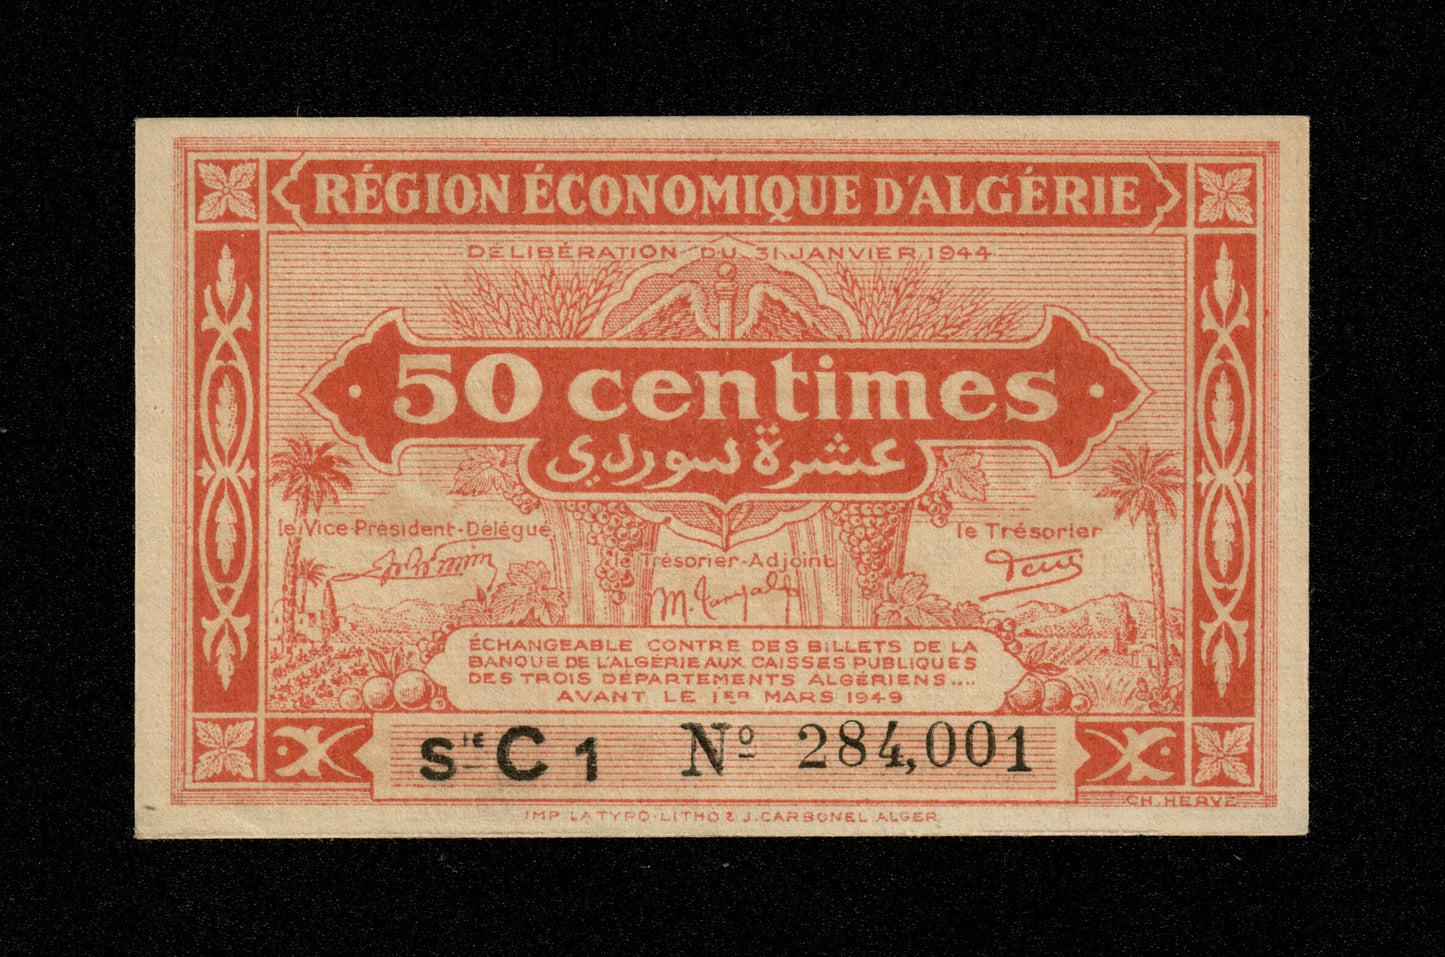 RÉGION ÉCONOMIQUE D'ALGÉRIE
DÉLIBÉRATION DU 31 JANVIER 1944
50 centimes
عشرة سوردي
le Vice-Président-Délégué
le Trésorier-Adjoint
le Trésorier
ÉCHANGEABLE CONTRE DES BILLETS DE LA
BANQUE DE L'ALGÉRIE AUX CAISSES PUBLIQUES
DES TROIS DÉPARTEMENTS ALGÉRIENS....
AVANT LE 1ER MARS 1949
SIE C 1 No 284,001
CH. HERVÉ
IMP. LA TYPO-LITHO & J. CARBONEL ALGER